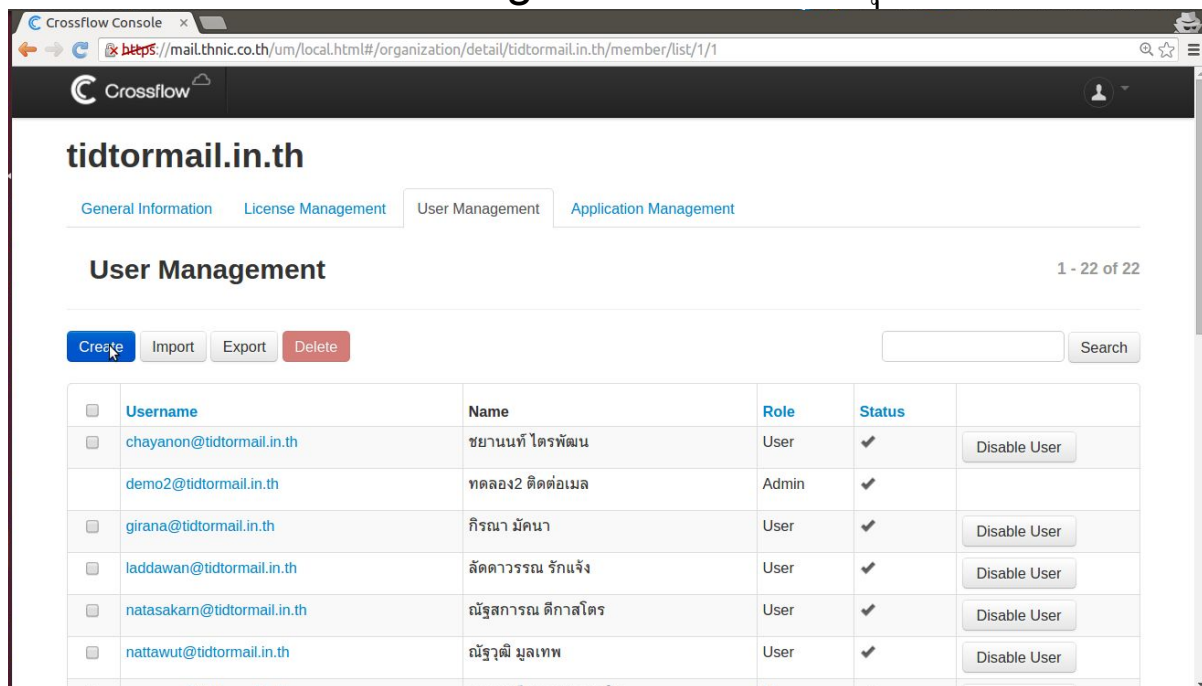 Crossflow Console
https://mail.thnic.co.th/um/local.html#/organization/detail/tidtormail.in.th/member/list/1/1
Crossflow
tidtormail.in.th
General Information License Management User Management Application Management
User Management 1 - 22 of 22
Create Import Export Delete Search
Username Name Role Status
chayanon@tidtormail.in.th ชยานนท์ ไตรพัฒน User Disable User
demo2@tidtormail.in.th ทดลอง2 ติดต่อเมล Admin
girana@tidtormail.in.th กิรณา มัคนา User Disable User
laddawan@tidtormail.in.th ลัดดาวรรณ รักแจ้ง User Disable User
natasakarn@tidtormail.in.th ณัฐสการณ ดีกาสโตร User Disable User
nattawut@tidtormail.in.th ณัฐวุฒิ มูลเทพ User Disable User